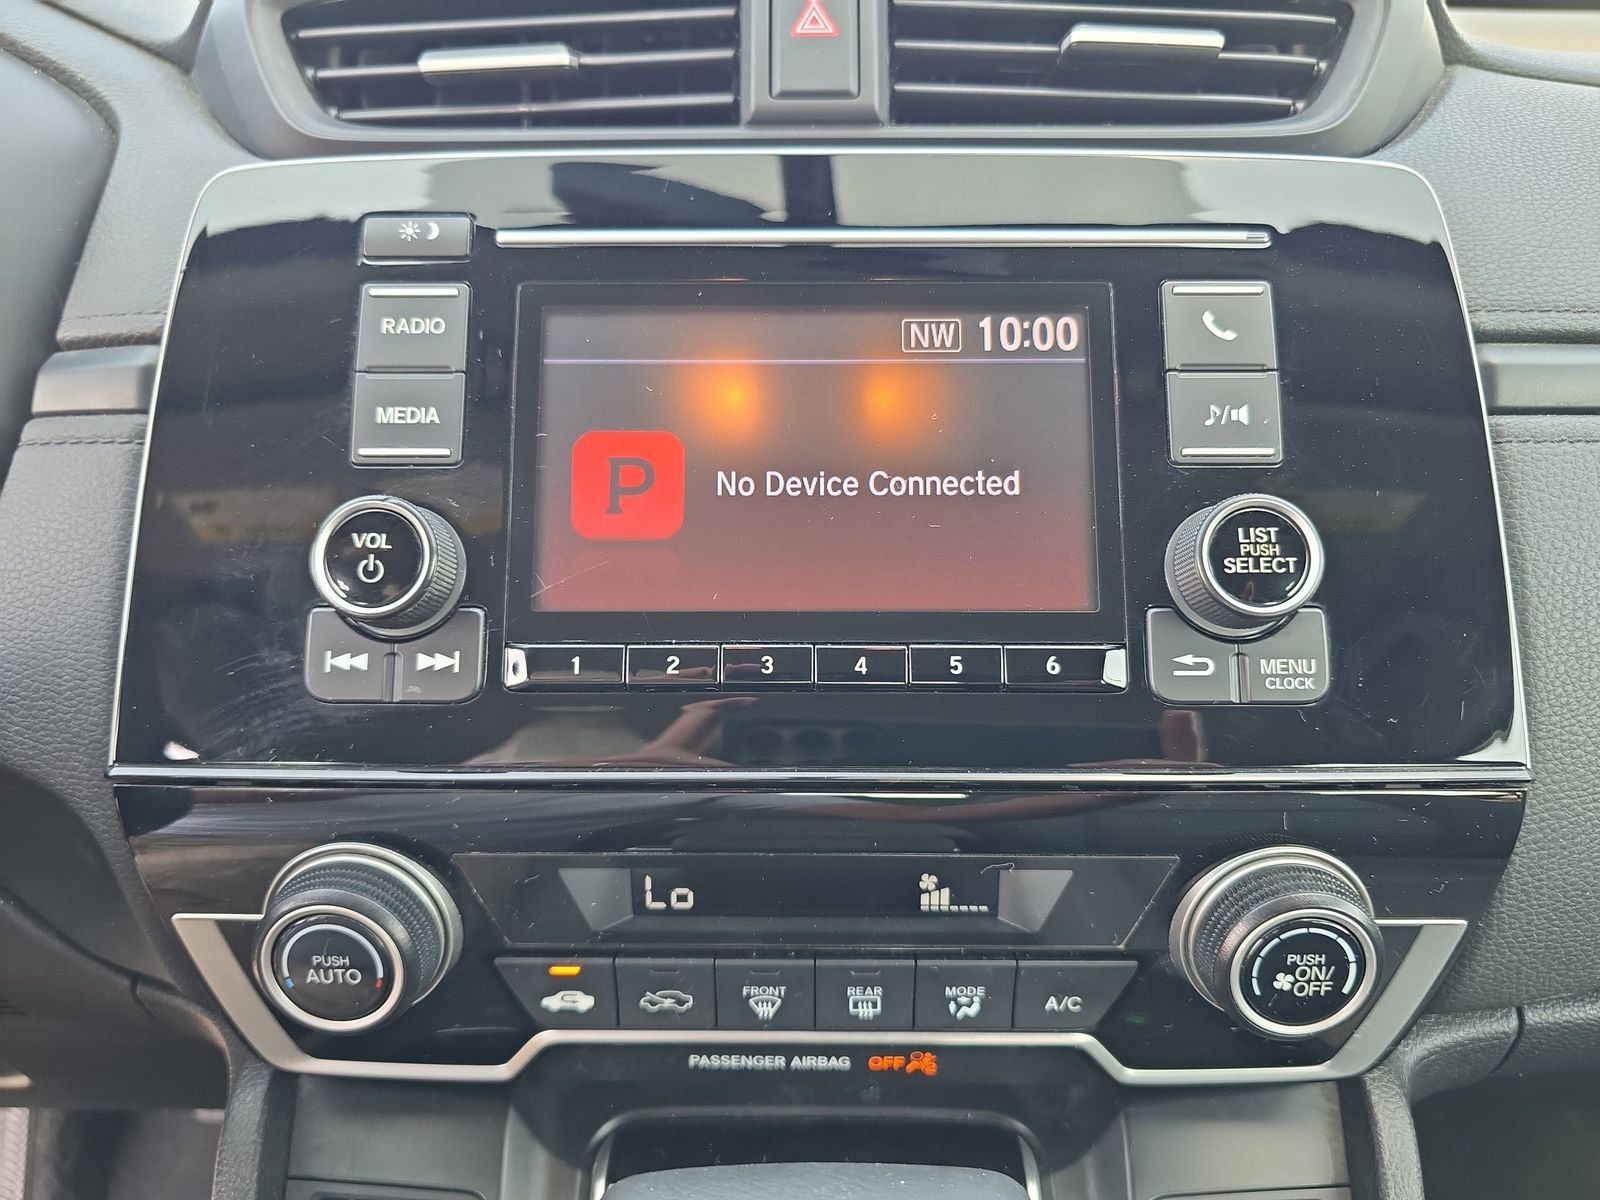 NW 10:00
RADIO
MEDIA
P
No Device Connected
VOL
LIST
PUSH
SELECT
1 2 3 4 5 6
MENU
CLOCK
Lo
PUSH
AUTO
FRONT
REAR
MODE
A/C
PUSH
ON/
OFF
PASSENGER AIRBAG OFF